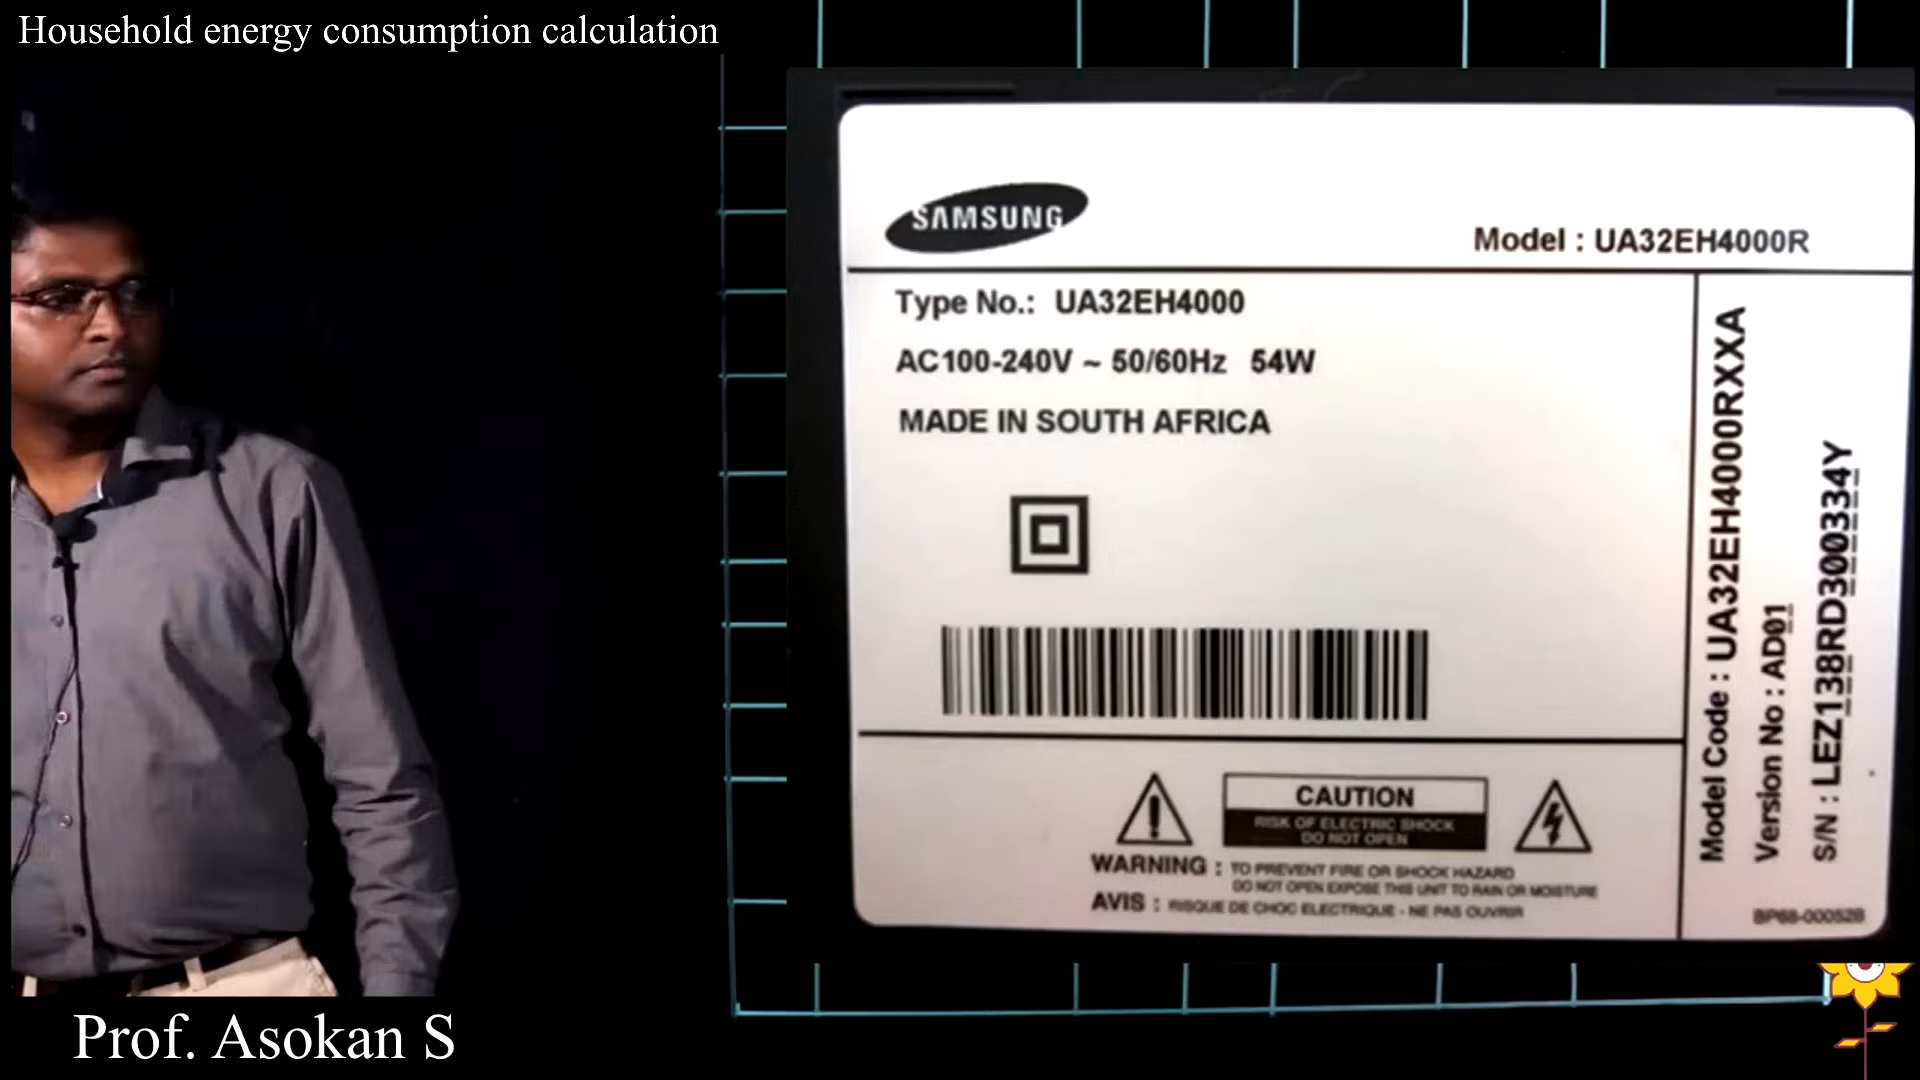 Household energy consumption calculation
SAMSUNG
Model : UA32EH4000R
Type No.: UA32EH4000
AC100-240V ~ 50/60Hz 54W
MADE IN SOUTH AFRICA
CAUTION
RISK OF ELECTRIC SHOCK
DO NOT OPEN
WARNING : TO PREVENT FIRE OR SHOCK HAZARD
DO NOT OPEN EXPOSE THIS UNIT TO RAIN OR MOISTURE
AVIS : RISQUE DE CHOC ELECTRIQUE - NE PAS OUVRIR
Model Code : UA32EH4000RXXA
Version No : AD01
S/N : LEZ138RD300334Y
BP68-00052B
Prof. Asokan S